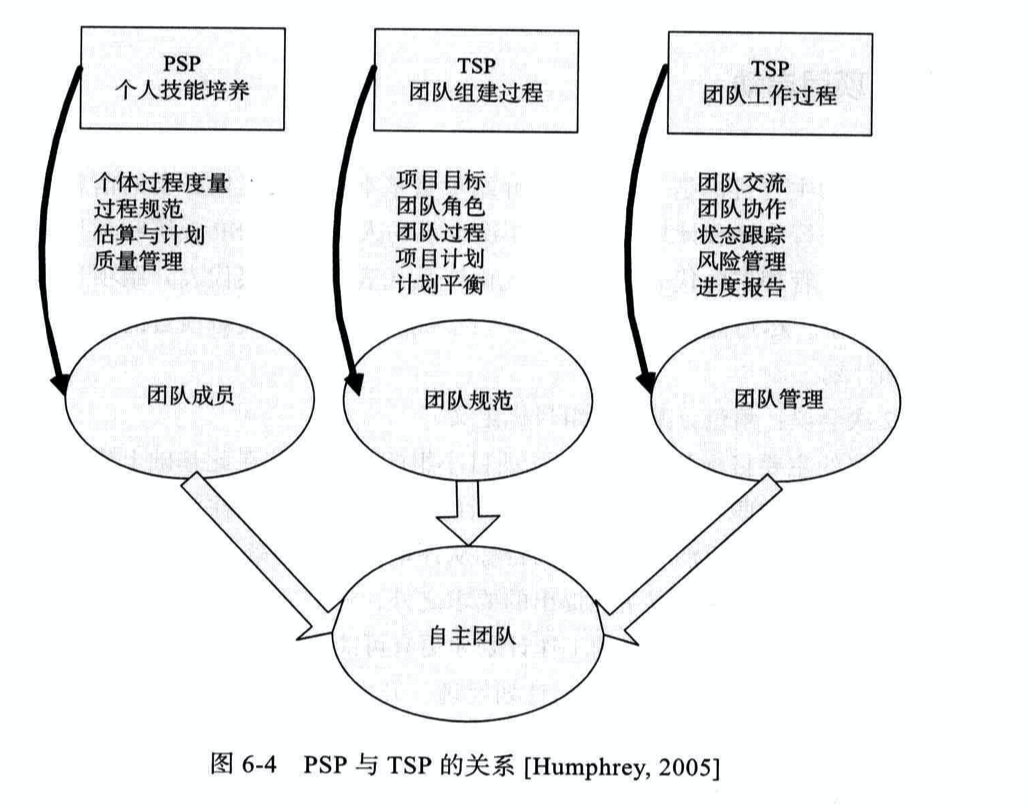 PSP
个人技能培养
TSP
团队组建过程
TSP
团队工作过程
个体过程度量
过程规范
估算与计划
质量管理
项目目标
团队角色
团队过程
项目计划
计划平衡
团队交流
团队协作
状态跟踪
风险管理
进度报告
团队成员
团队规范
团队管理
自主团队
图 6-4 PSP 与 TSP 的关系 [Humphrey, 2005]